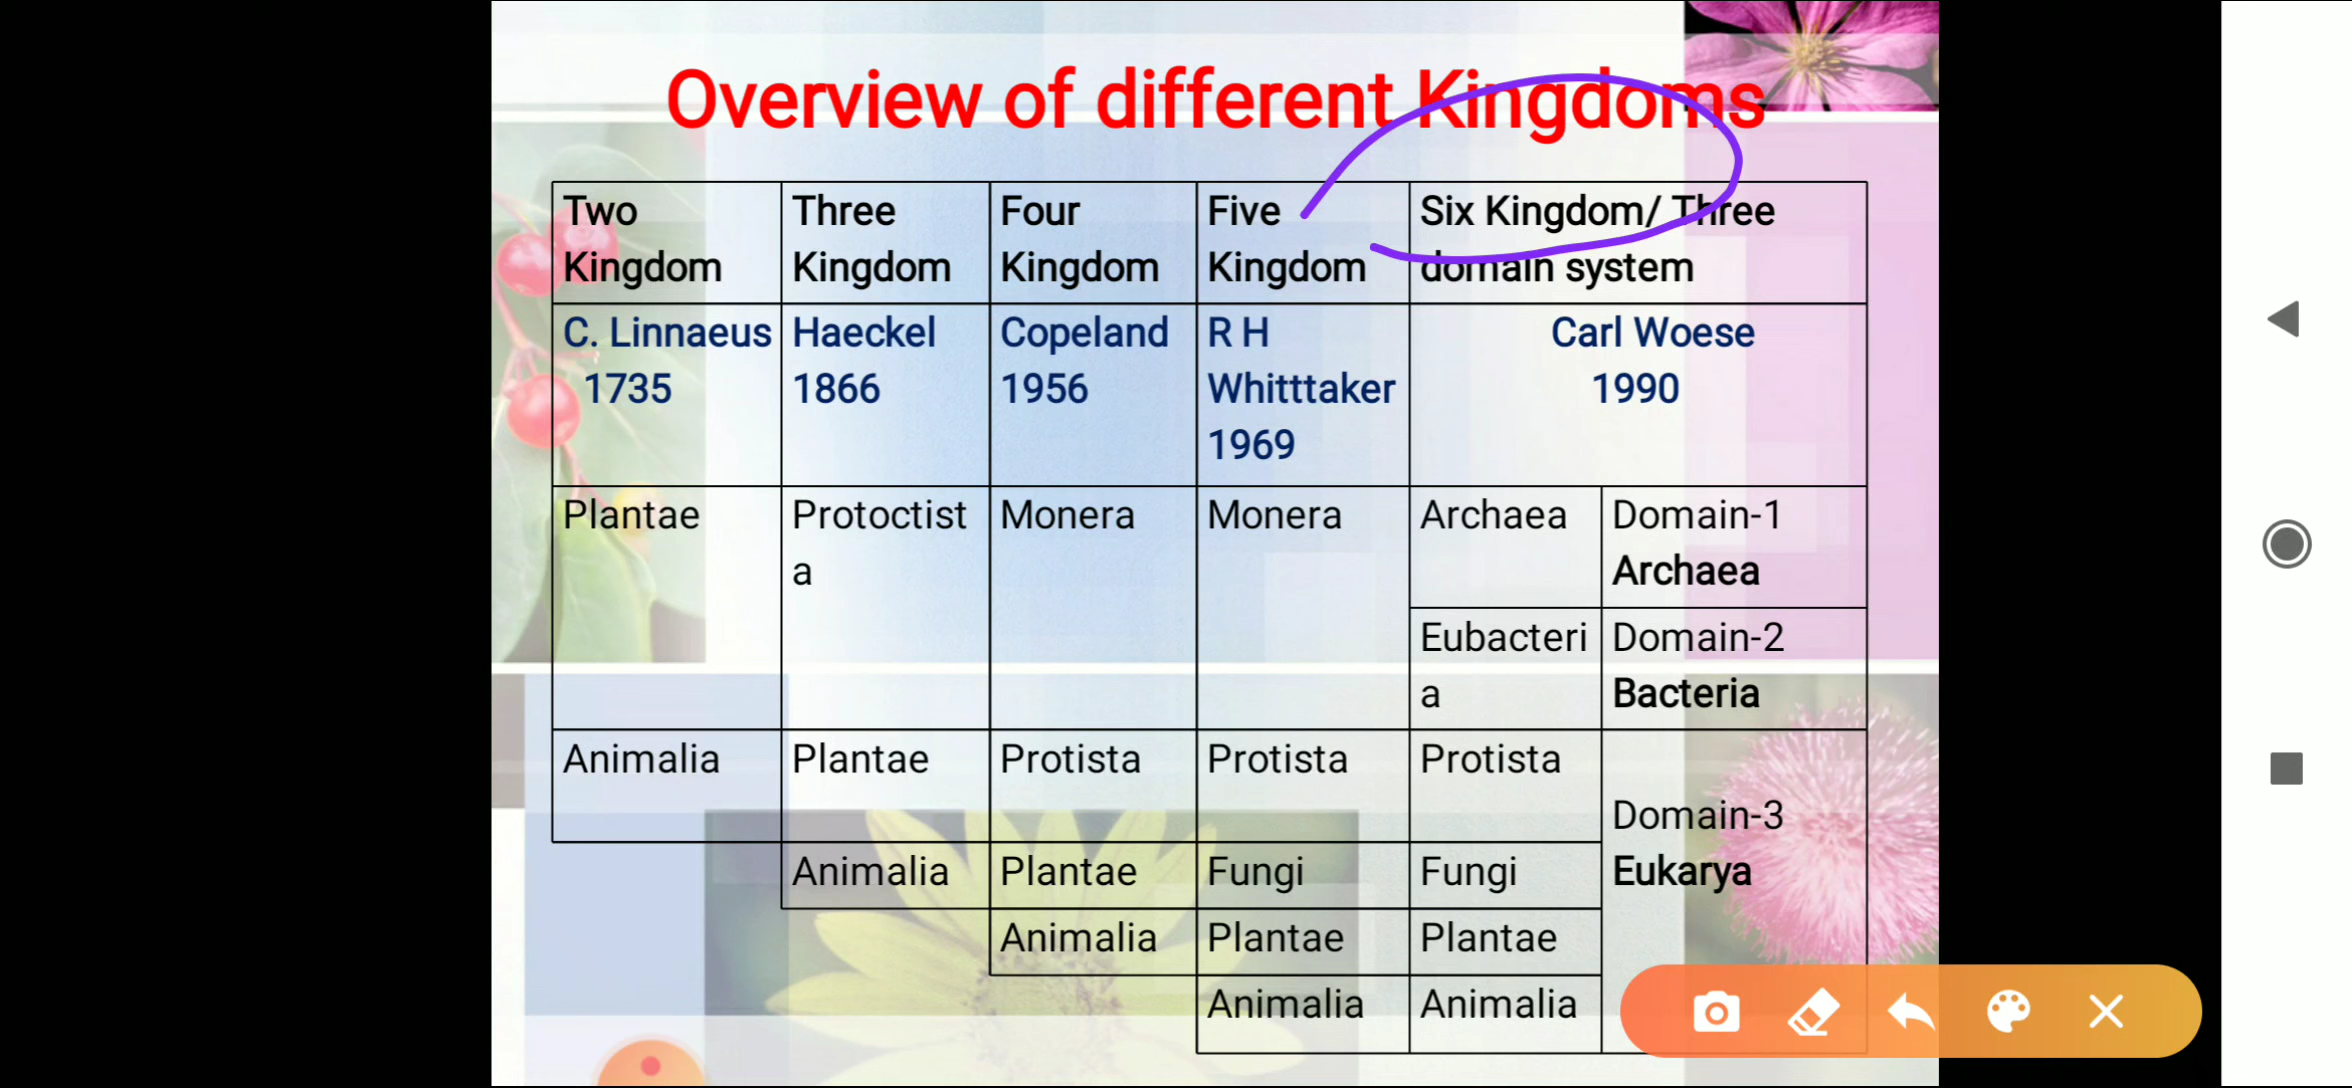 Overview of different Kingdoms
Two Kingdom
Three Kingdom
Four Kingdom
Five Kingdom
Six Kingdom/ Three domain system
C. Linnaeus 1735
Haeckel 1866
Copeland 1956
R H Whitttaker 1969
Carl Woese 1990
Plantae
Protoctist
a
Monera
Monera
Archaea
Domain-1
Archaea
Eubacteri
a
Domain-2
Bacteria
Animalia
Plantae
Protista
Protista
Protista
Domain-3
Eukarya
Animalia
Plantae
Fungi
Fungi
Animalia
Plantae
Plantae
Animalia
Animalia